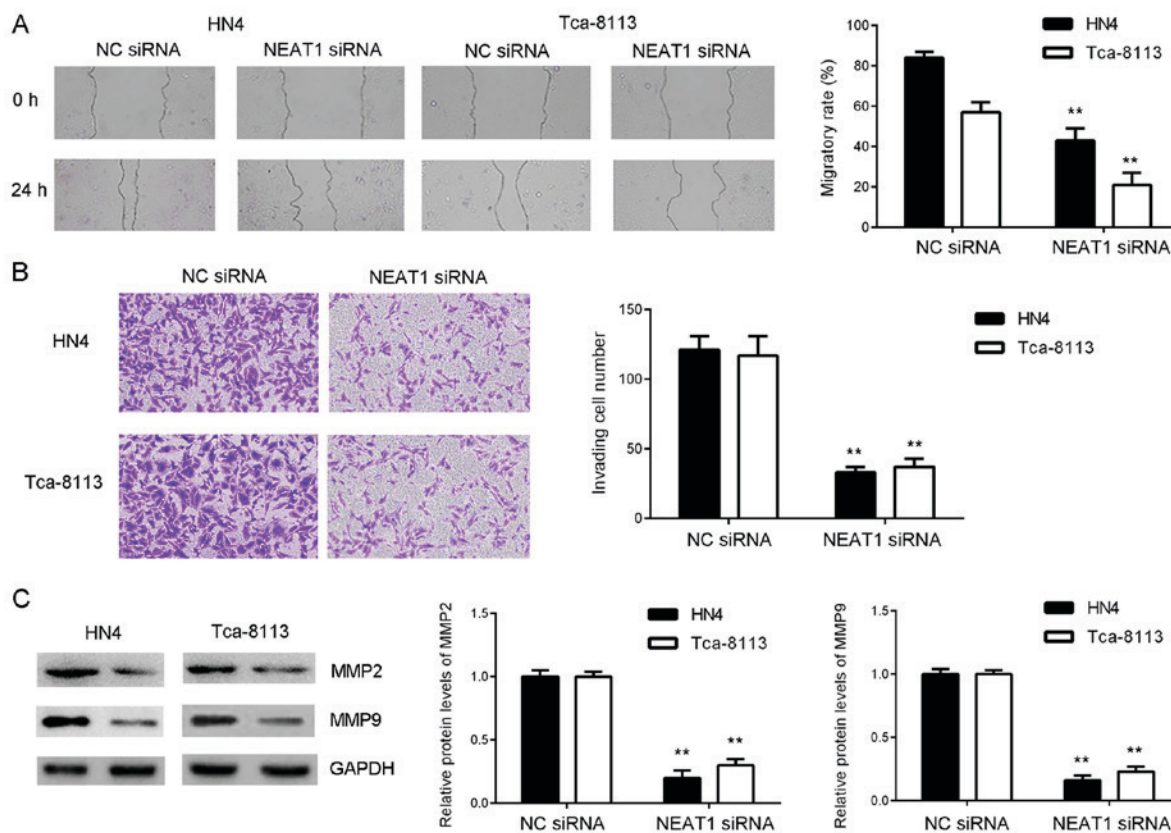 A
HN4
Tca-8113
NC siRNA
NEAT1 siRNA
NC siRNA
NEAT1 siRNA
0 h
24 h
Migratory rate (%)
100
80
60
40
20
0
**
**
NC siRNA
NEAT1 siRNA
HN4
Tca-8113
B
NC siRNA
NEAT1 siRNA
HN4
Tca-8113
Invading cell number
150
100
50
0
**
**
NC siRNA
NEAT1 siRNA
HN4
Tca-8113
C
HN4
Tca-8113
MMP2
MMP9
GAPDH
Relative protein levels of MMP2
1.5
1.0
0.5
0.0
**
**
NC siRNA
NEAT1 siRNA
HN4
Tca-8113
Relative protein levels of MMP9
1.5
1.0
0.5
0.0
**
**
NC siRNA
NEAT1 siRNA
HN4
Tca-8113